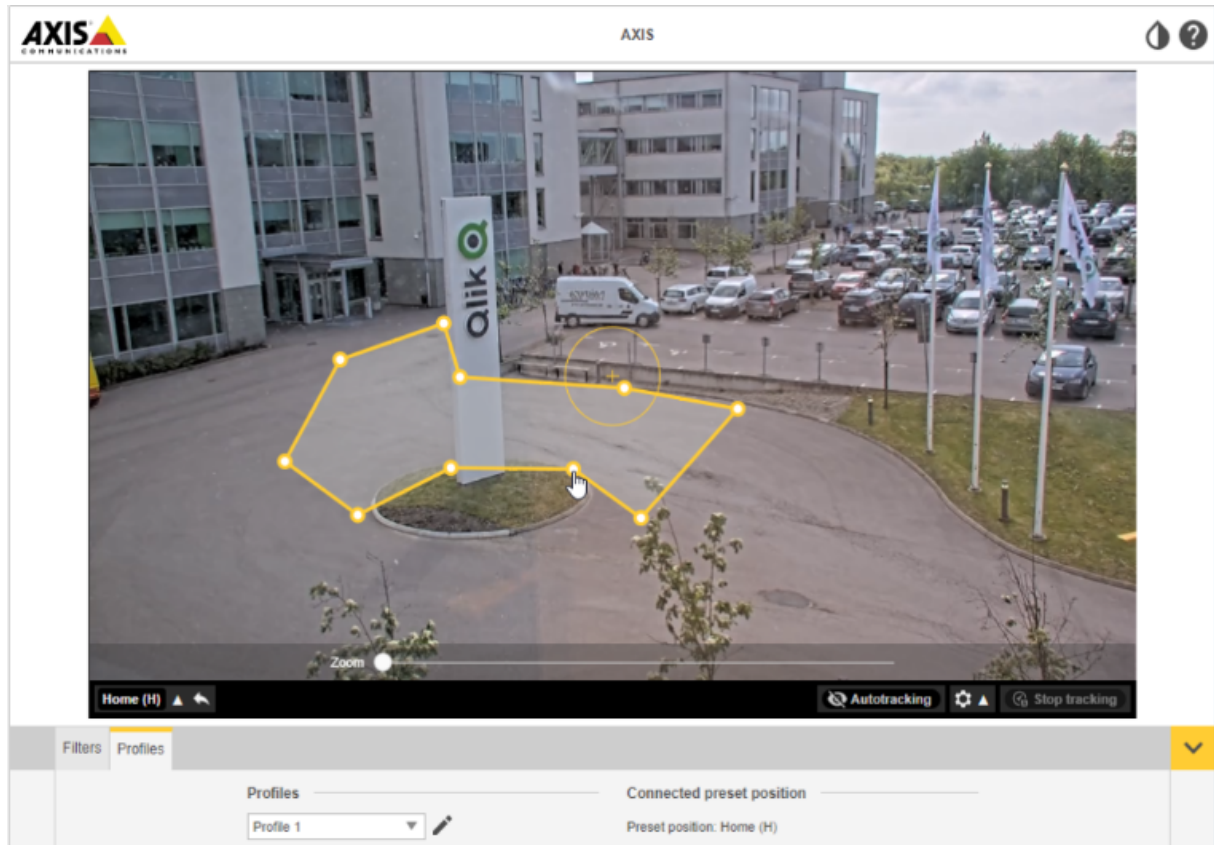 AXIS
COMMUNICATIONS
AXIS
Qlik
Zoom
Home (H)
Autotracking
Stop tracking
Filters
Profiles
Profiles
Connected preset position
Profile 1
Preset position: Home (H)